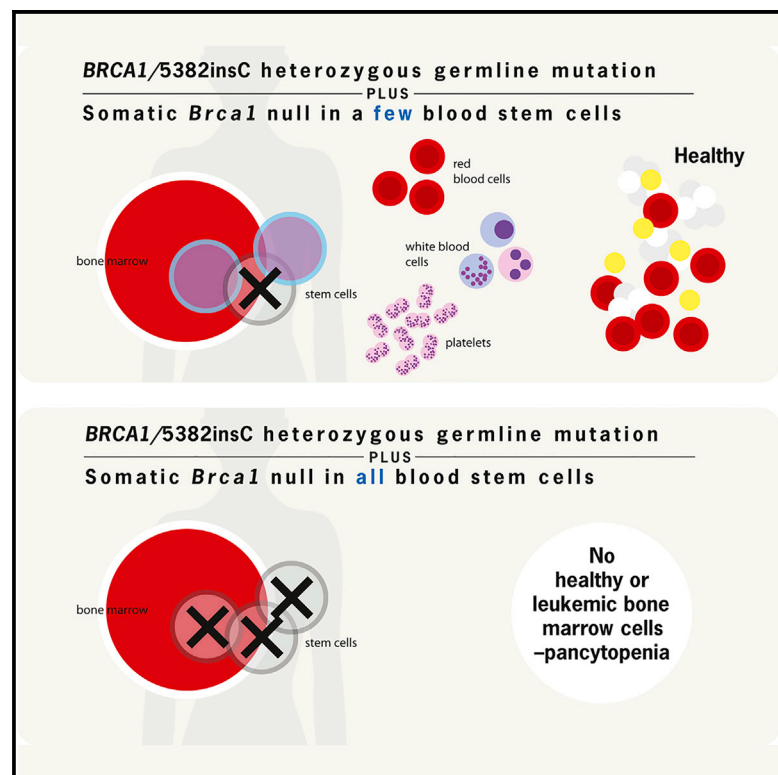 BRCA1/5382insC heterozygous germline mutation
PLUS
Somatic Brca1 null in a few blood stem cells
Healthy
red
blood cells
white blood
cells
bone marrow
stem cells
platelets
BRCA1/5382insC heterozygous germline mutation
PLUS
Somatic Brca1 null in all blood stem cells
bone marrow
stem cells
No
healthy or
leukemic bone
marrow cells
–pancytopenia